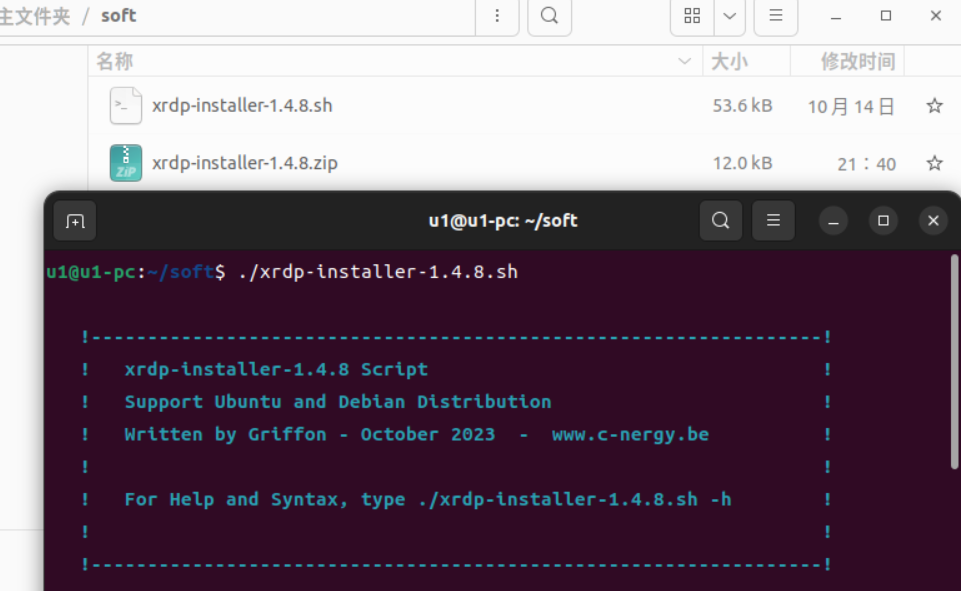 主文件夹 / soft
名称 大小 修改时间
xrdp-installer-1.4.8.sh 53.6 kB 10月14日
xrdp-installer-1.4.8.zip 12.0 kB 21：40
u1@u1-pc: ~/soft
u1@u1-pc:~/soft$ ./xrdp-installer-1.4.8.sh
!-----------------------------------------------------------------!
! xrdp-installer-1.4.8 Script !
! Support Ubuntu and Debian Distribution !
! Written by Griffon - October 2023 - www.c-nergy.be !
! !
! For Help and Syntax, type ./xrdp-installer-1.4.8.sh -h !
! !
!-----------------------------------------------------------------!